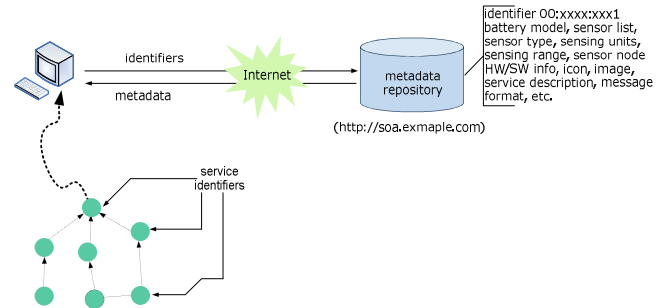 identifiers
metadata
Internet
metadata
repository
(http://soa.exmaple.com)
identifier 00:xxxx:xxx1
battery model, sensor list,
sensor type, sensing units,
sensing range, sensor node
HW/SW info, icon, image,
service description, message
format, etc.
service
identifiers